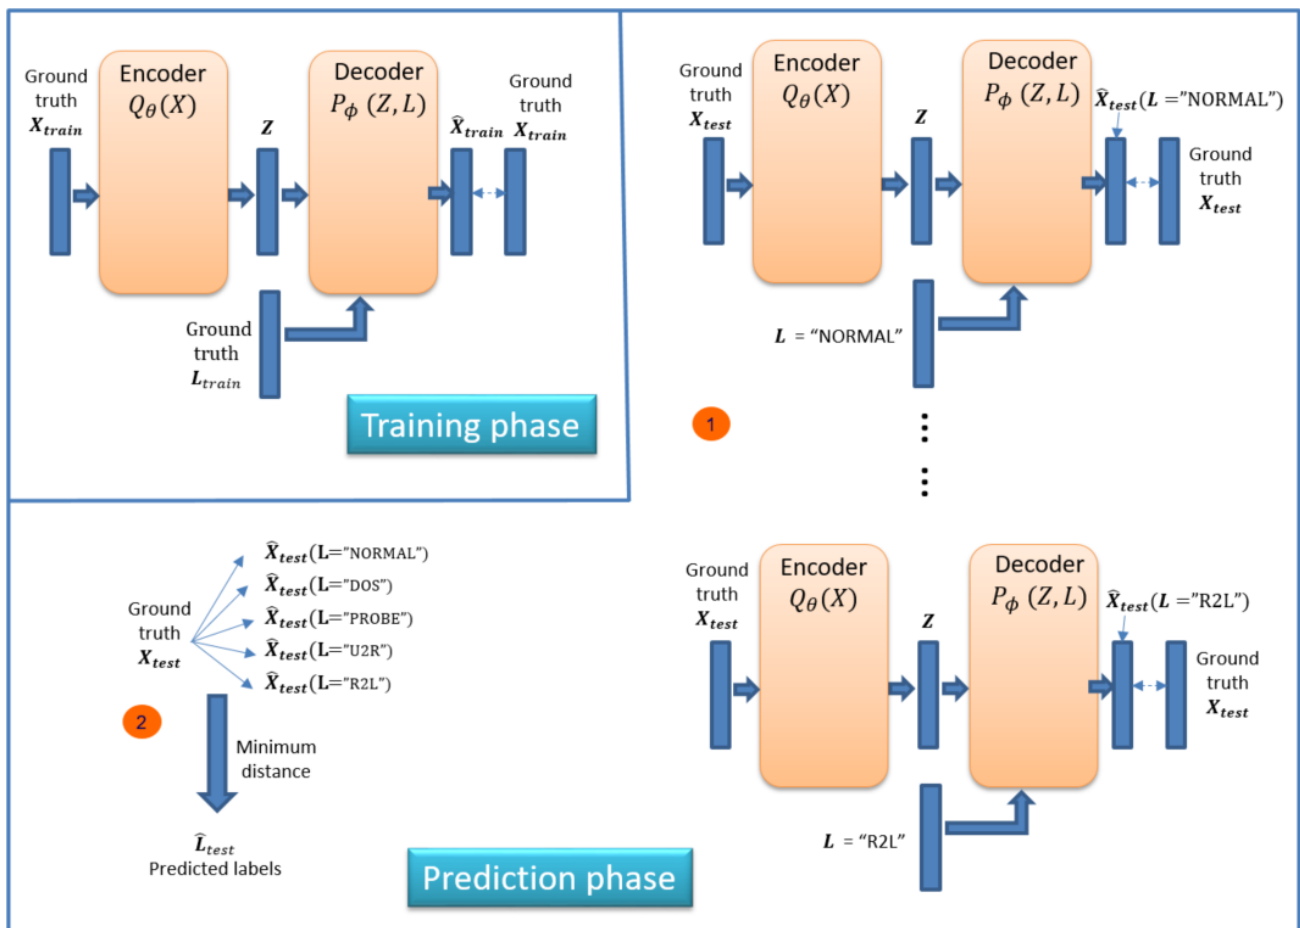 Ground
truth
X_train
Encoder
Q_θ(X)
Z
Decoder
P_ϕ (Z, L)
X̂_train
Ground
truth
X_train
Ground
truth
L_train
Training phase
Ground
truth
X_test
Encoder
Q_θ(X)
Z
Decoder
P_ϕ (Z, L)
X̂_test(L ="NORMAL")
Ground
truth
X_test
L = “NORMAL”
1
Ground
truth
X_test
Encoder
Q_θ(X)
Z
Decoder
P_ϕ (Z, L)
X̂_test(L ="R2L")
Ground
truth
X_test
L = “R2L”
Ground
truth
X_test
X̂_test(L="NORMAL")
X̂_test(L="DOS")
X̂_test(L="PROBE")
X̂_test(L="U2R")
X̂_test(L="R2L")
2
Minimum
distance
L̂_test
Predicted labels
Prediction phase